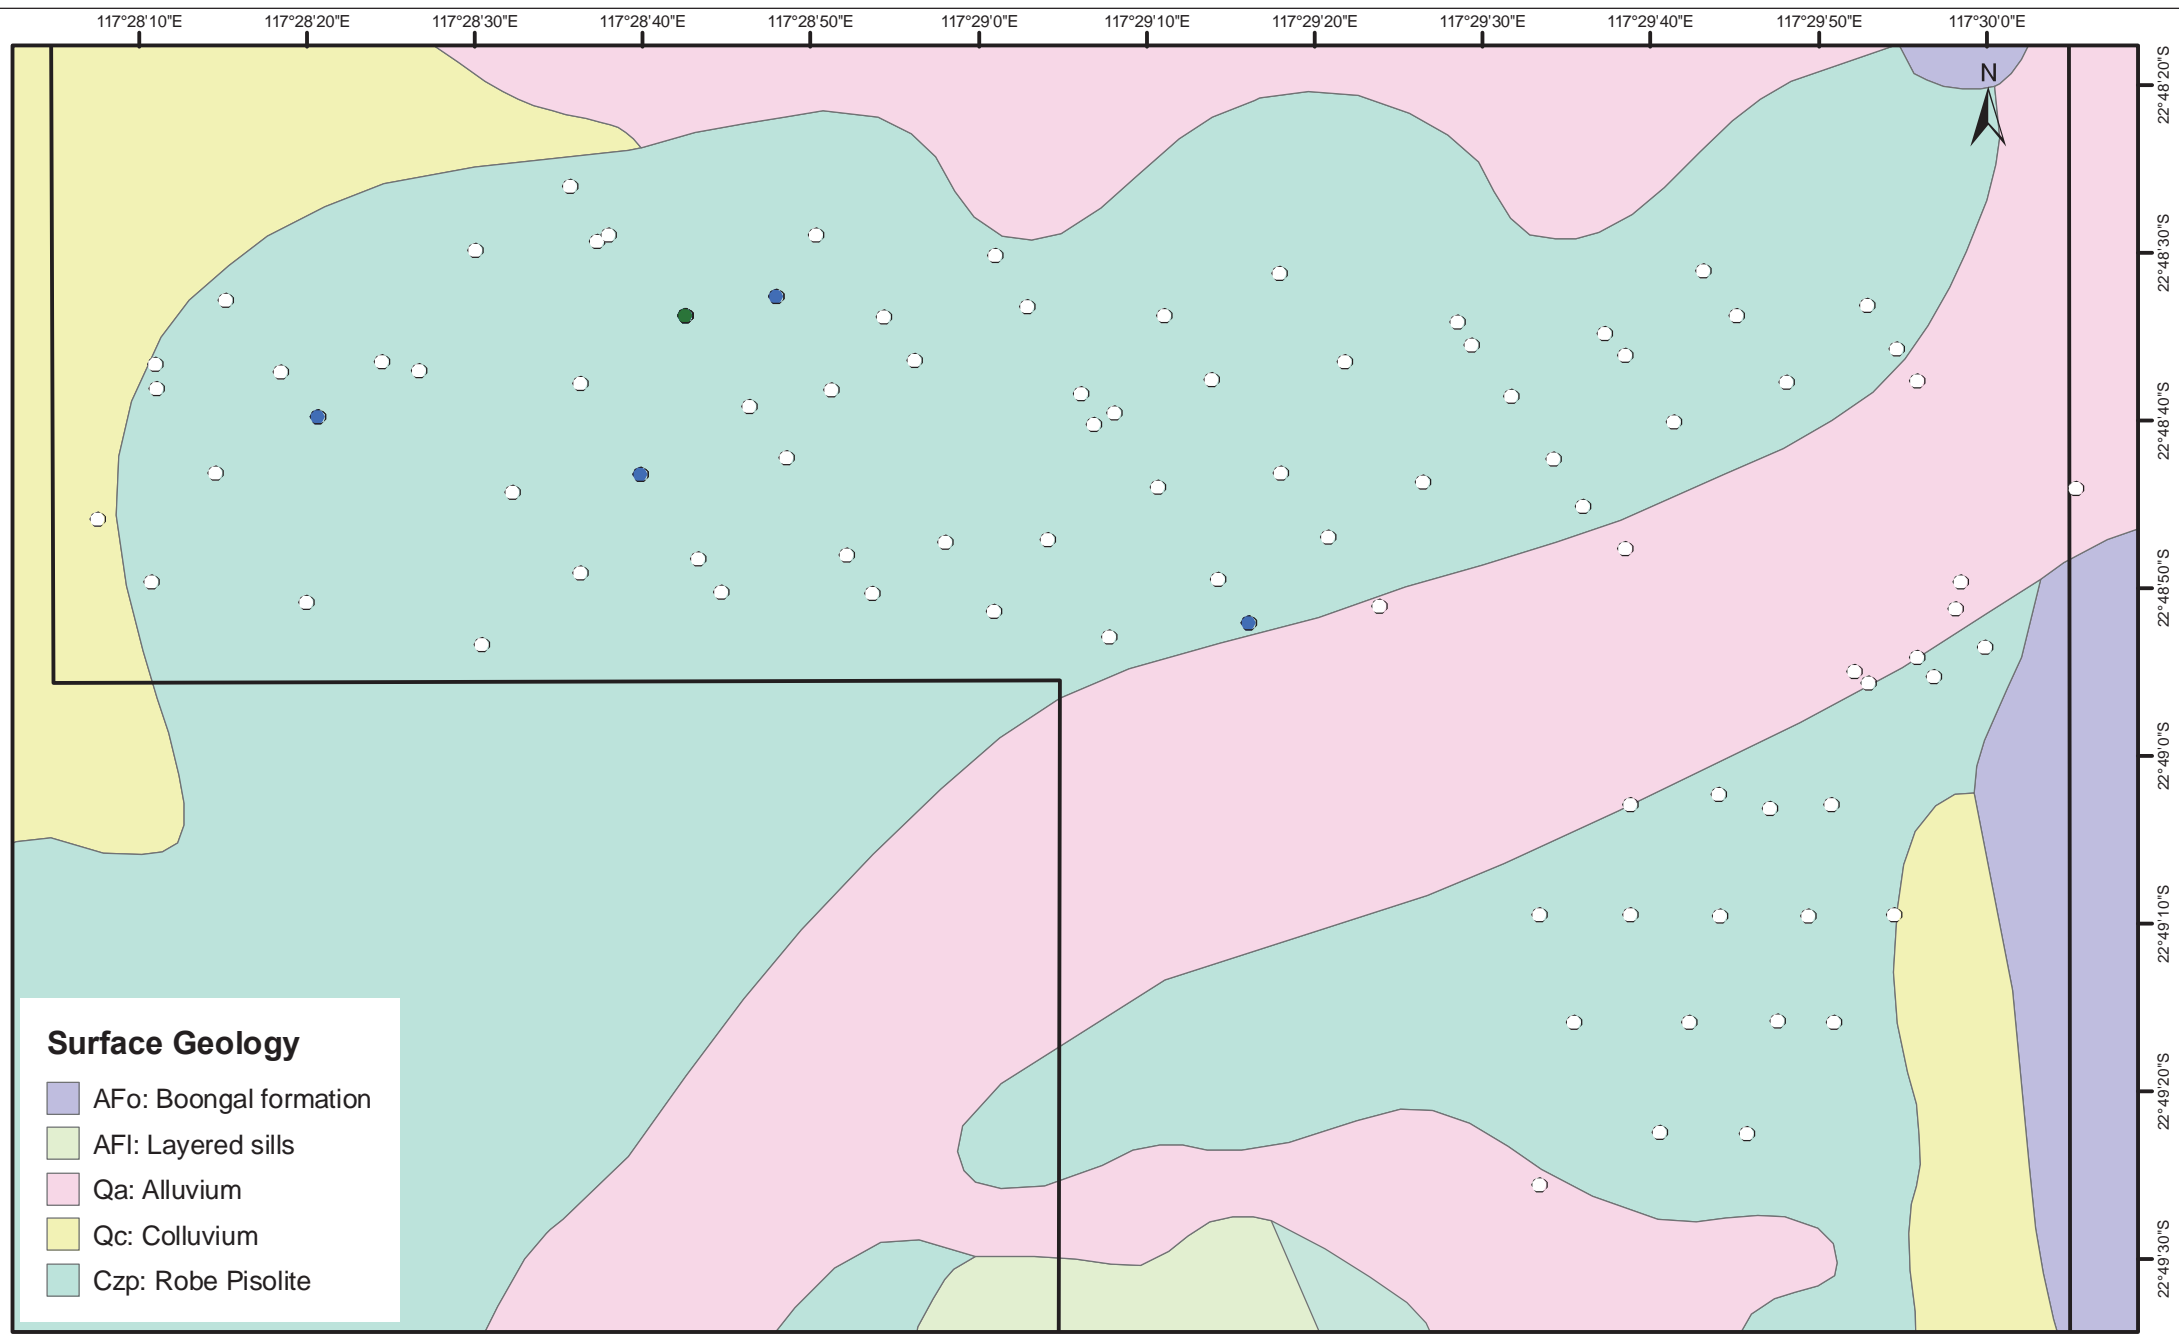 117°28'10"E 117°28'20"E 117°28'30"E 117°28'40"E 117°28'50"E 117°29'0"E 117°29'10"E 117°29'20"E 117°29'30"E 117°29'40"E 117°29'50"E 117°30'0"E
N
22°48'20"S
22°48'30"S
22°48'40"S
22°48'50"S
22°49'0"S
22°49'10"S
22°49'20"S
22°49'30"S
Surface Geology
AFo: Boongal formation
AFl: Layered sills
Qa: Alluvium
Qc: Colluvium
Czp: Robe Pisolite